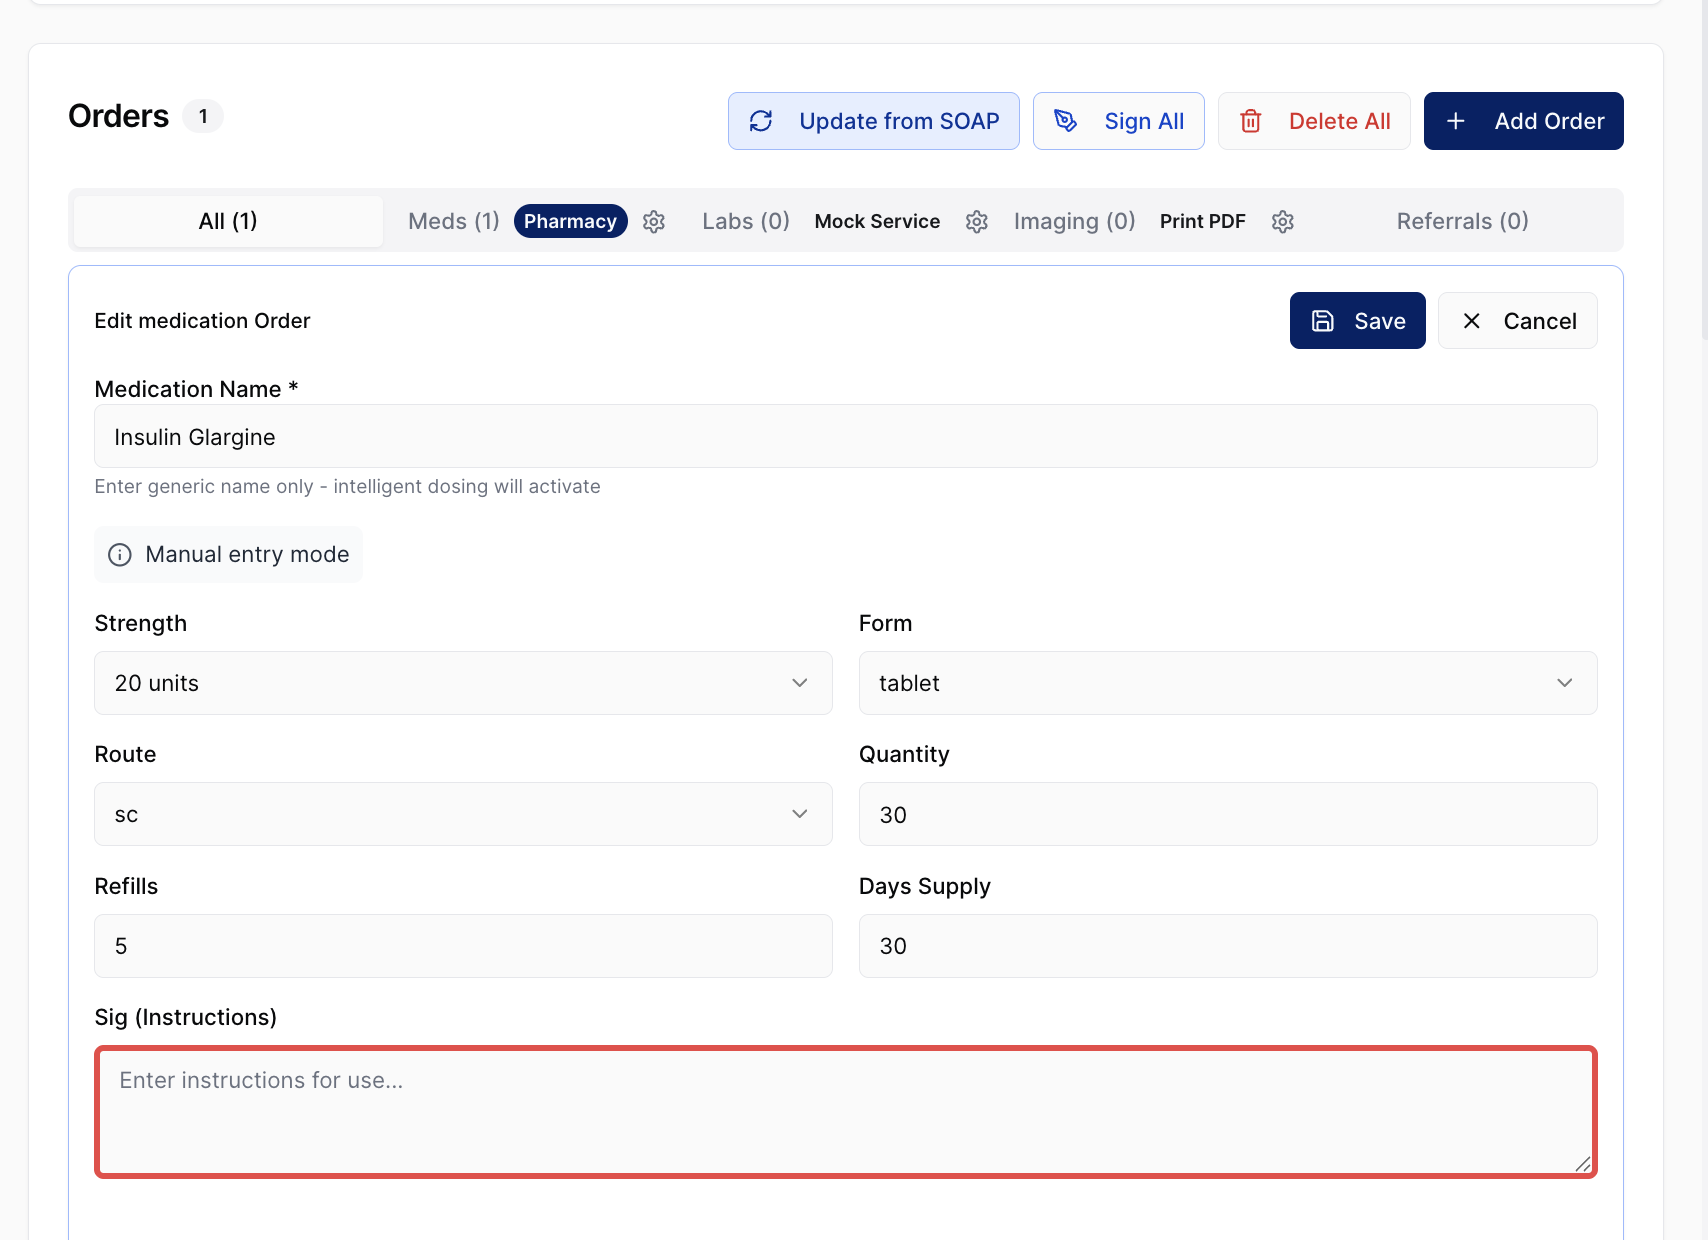 Orders 1
Update from SOAP
Sign All
Delete All
Add Order
All (1)
Meds (1) Pharmacy
Labs (0) Mock Service
Imaging (0) Print PDF
Referrals (0)
Edit medication Order
Save
Cancel
Medication Name *
Insulin Glargine
Enter generic name only - intelligent dosing will activate
Manual entry mode
Strength
20 units
Form
tablet
Route
sc
Quantity
30
Refills
5
Days Supply
30
Sig (Instructions)
Enter instructions for use...